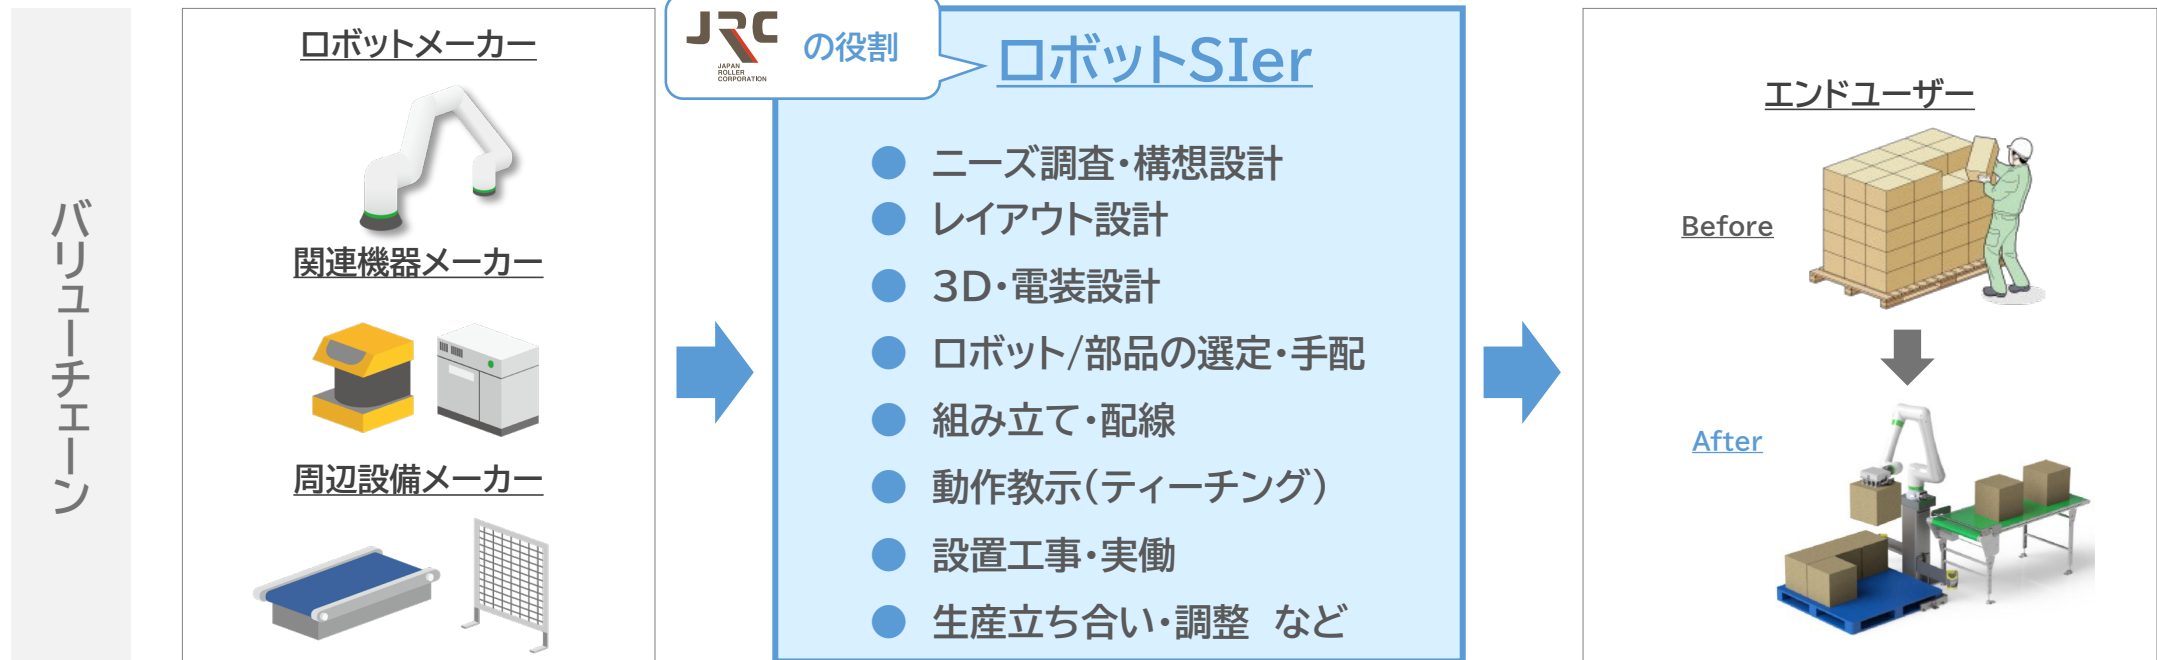 バリューチェーン
ロボットメーカー
関連機器メーカー
周辺設備メーカー
JRC
JAPAN
ROLLER
CORPORATION
の役割
ロボットSIer
● ニーズ調査・構想設計
● レイアウト設計
● 3D・電装設計
● ロボット/部品の選定・手配
● 組み立て・配線
● 動作教示(ティーチング)
● 設置工事・実働
● 生産立ち合い・調整 など
エンドユーザー
Before
After